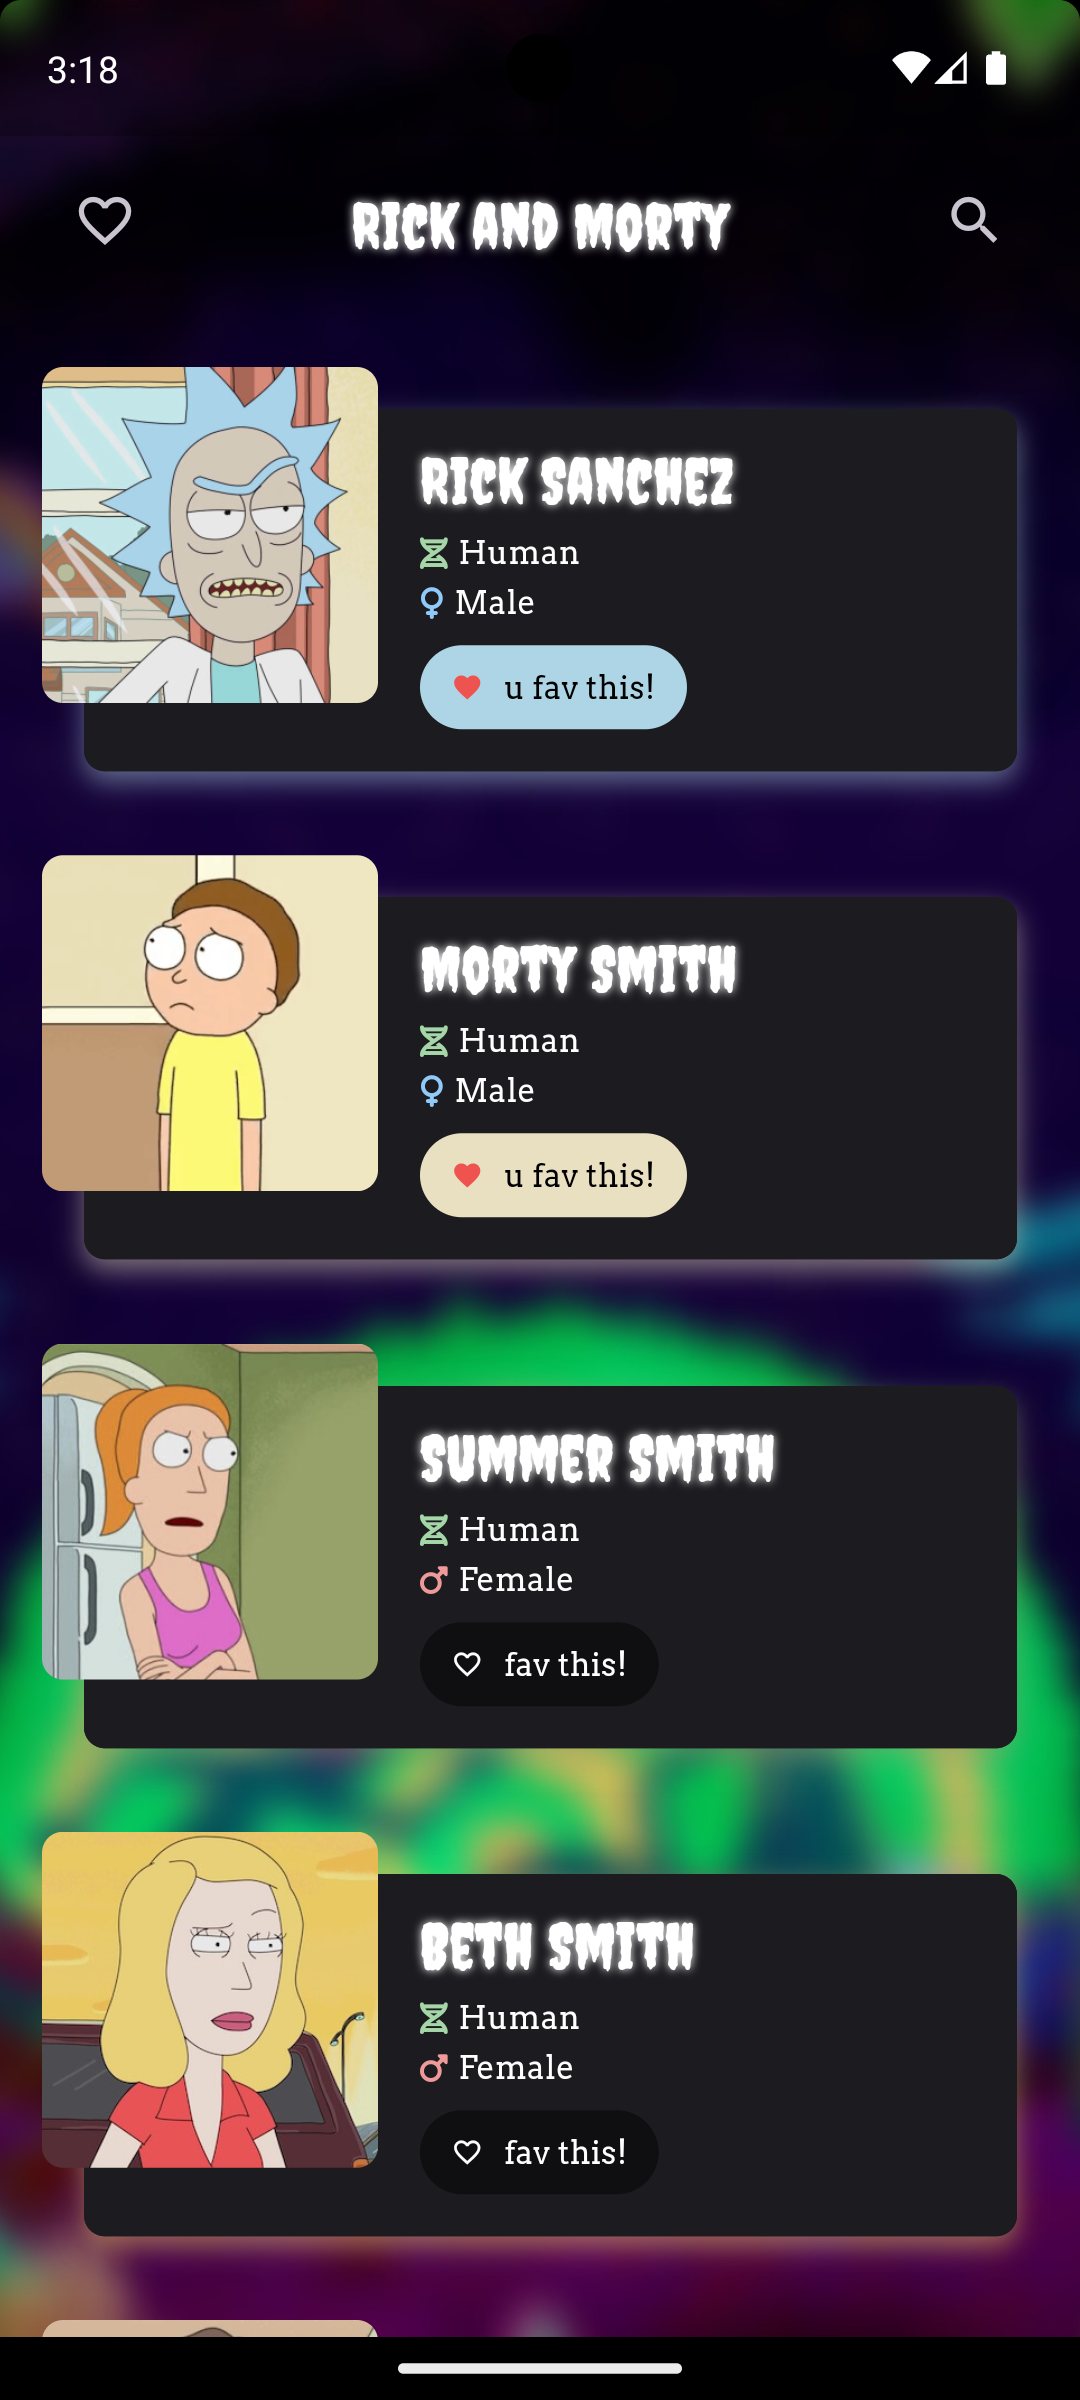 3:18
RICK AND MORTY
RICK SANCHEZ
Human
Male
u fav this!
MORTY SMITH
Human
Male
u fav this!
SUMMER SMITH
Human
Female
fav this!
BETH SMITH
Human
Female
fav this!